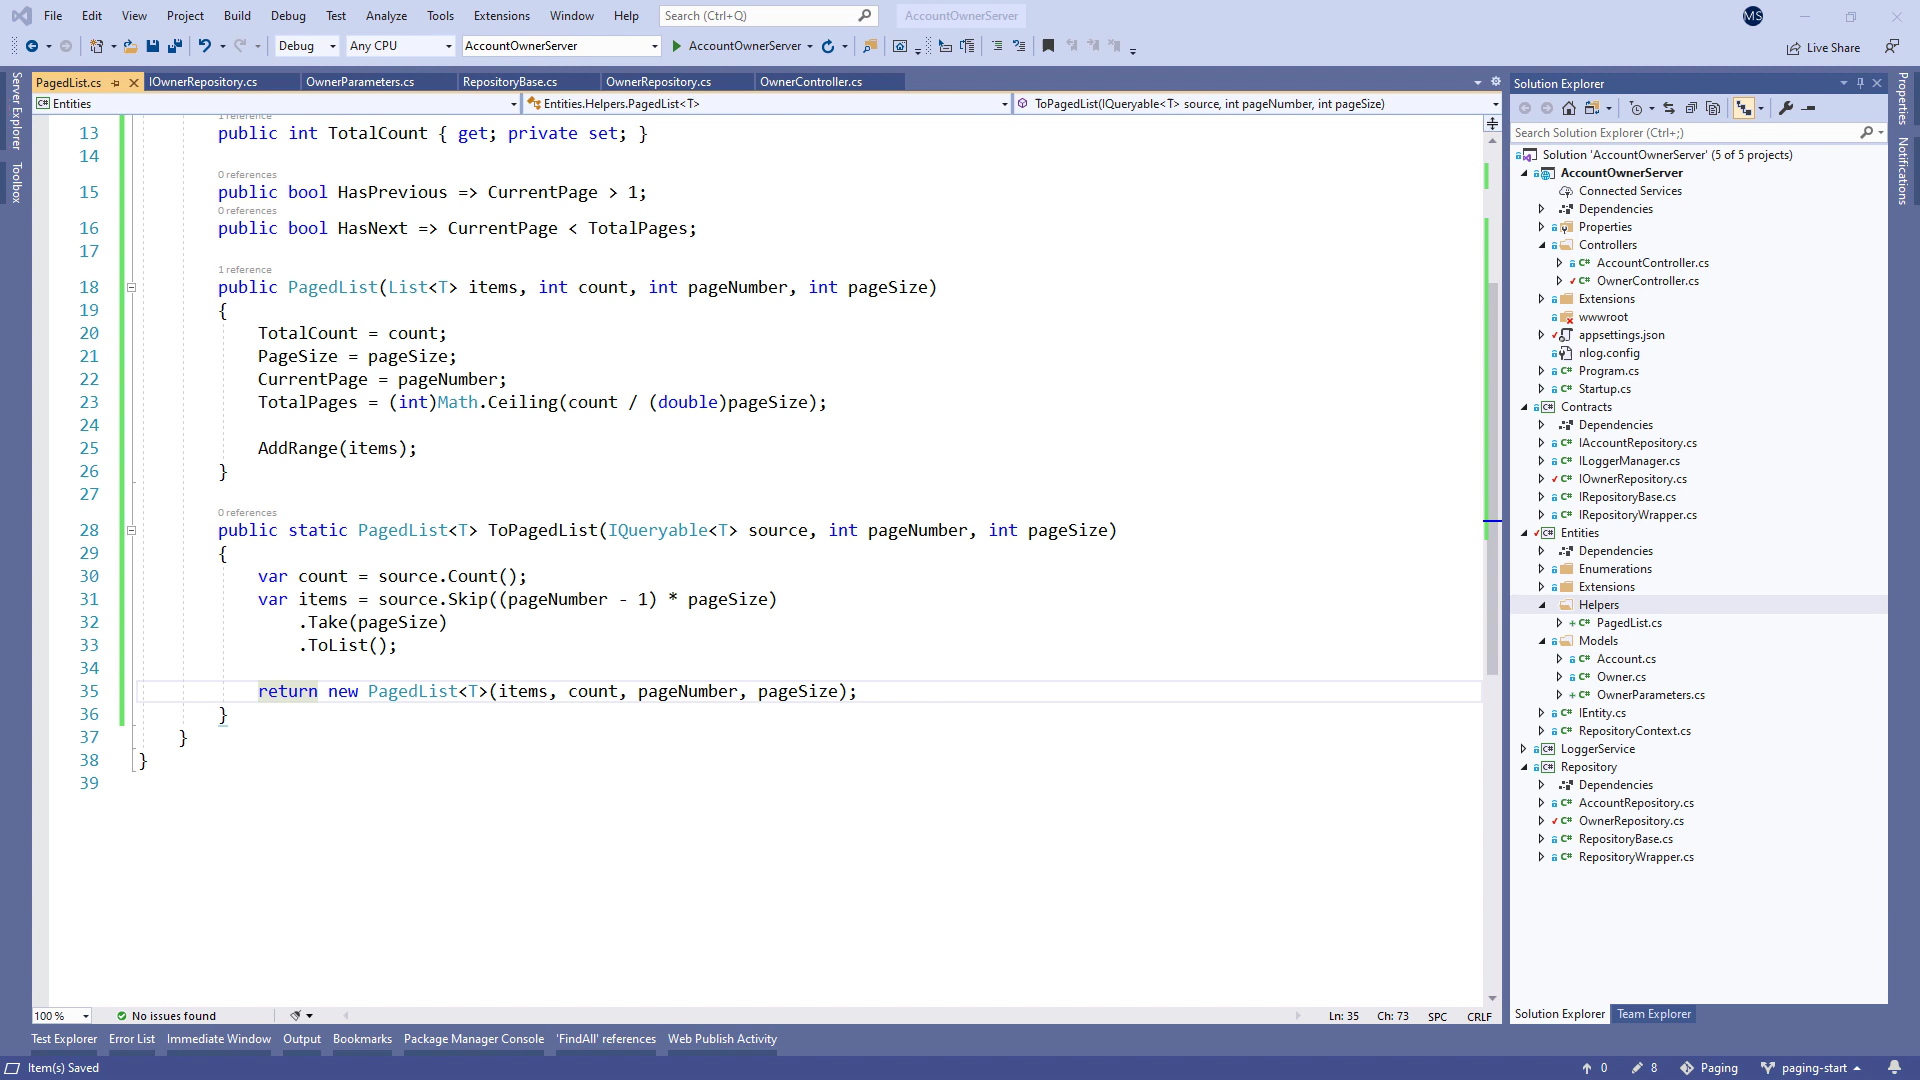 File Edit View Project Build Debug Test Analyze Tools Extensions Window Help Search (Ctrl+Q) AccountOwnerServer MS
Debug Any CPU AccountOwnerServer AccountOwnerServer Live Share
Server Explorer
Toolbox
PagedList.cs IOwnerRepository.cs OwnerParameters.cs RepositoryBase.cs OwnerRepository.cs OwnerController.cs
C# Entities Entities.Helpers.PagedList<T> ToPagedList(IQueryable<T> source, int pageNumber, int pageSize)
1 reference
13 public int TotalCount { get; private set; }
14
0 references
15 public bool HasPrevious => CurrentPage > 1;
0 references
16 public bool HasNext => CurrentPage < TotalPages;
17
1 reference
18 public PagedList(List<T> items, int count, int pageNumber, int pageSize)
19 {
20 TotalCount = count;
21 PageSize = pageSize;
22 CurrentPage = pageNumber;
23 TotalPages = (int)Math.Ceiling(count / (double)pageSize);
24
25 AddRange(items);
26 }
27
0 references
28 public static PagedList<T> ToPagedList(IQueryable<T> source, int pageNumber, int pageSize)
29 {
30 var count = source.Count();
31 var items = source.Skip((pageNumber - 1) * pageSize)
32 .Take(pageSize)
33 .ToList();
34
35 return new PagedList<T>(items, count, pageNumber, pageSize);
36 }
37 }
38 }
39
100 % No issues found Ln: 35 Ch: 73 SPC CRLF
Solution Explorer
Search Solution Explorer (Ctrl+;)
Solution 'AccountOwnerServer' (5 of 5 projects)
AccountOwnerServer
Connected Services
Dependencies
Properties
Controllers
C# AccountController.cs
C# OwnerController.cs
Extensions
wwwroot
appsettings.json
nlog.config
C# Program.cs
C# Startup.cs
C# Contracts
Dependencies
C# IAccountRepository.cs
C# ILoggerManager.cs
C# IOwnerRepository.cs
C# IRepositoryBase.cs
C# IRepositoryWrapper.cs
C# Entities
Dependencies
Enumerations
Extensions
Helpers
C# PagedList.cs
Models
C# Account.cs
C# Owner.cs
C# OwnerParameters.cs
C# IEntity.cs
C# RepositoryContext.cs
C# LoggerService
C# Repository
Dependencies
C# AccountRepository.cs
C# OwnerRepository.cs
C# RepositoryBase.cs
C# RepositoryWrapper.cs
Solution Explorer Team Explorer
Properties
Notifications
Test Explorer Error List Immediate Window Output Bookmarks Package Manager Console 'FindAll' references Web Publish Activity
Item(s) Saved 0 8 Paging paging-start